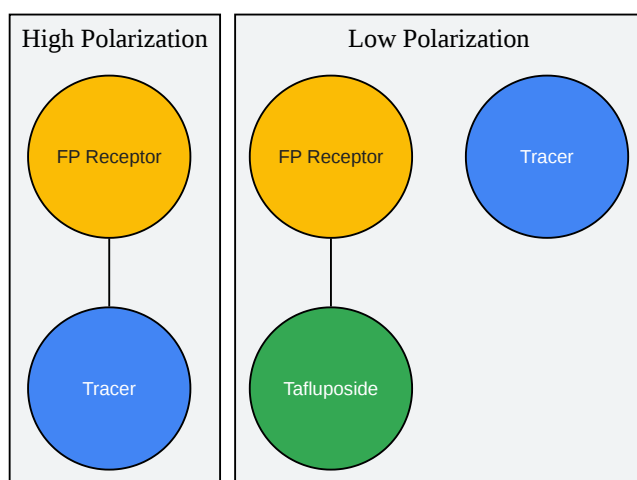 High Polarization
Low Polarization
FP Receptor
FP Receptor
Tracer
Tracer
Tafluposide